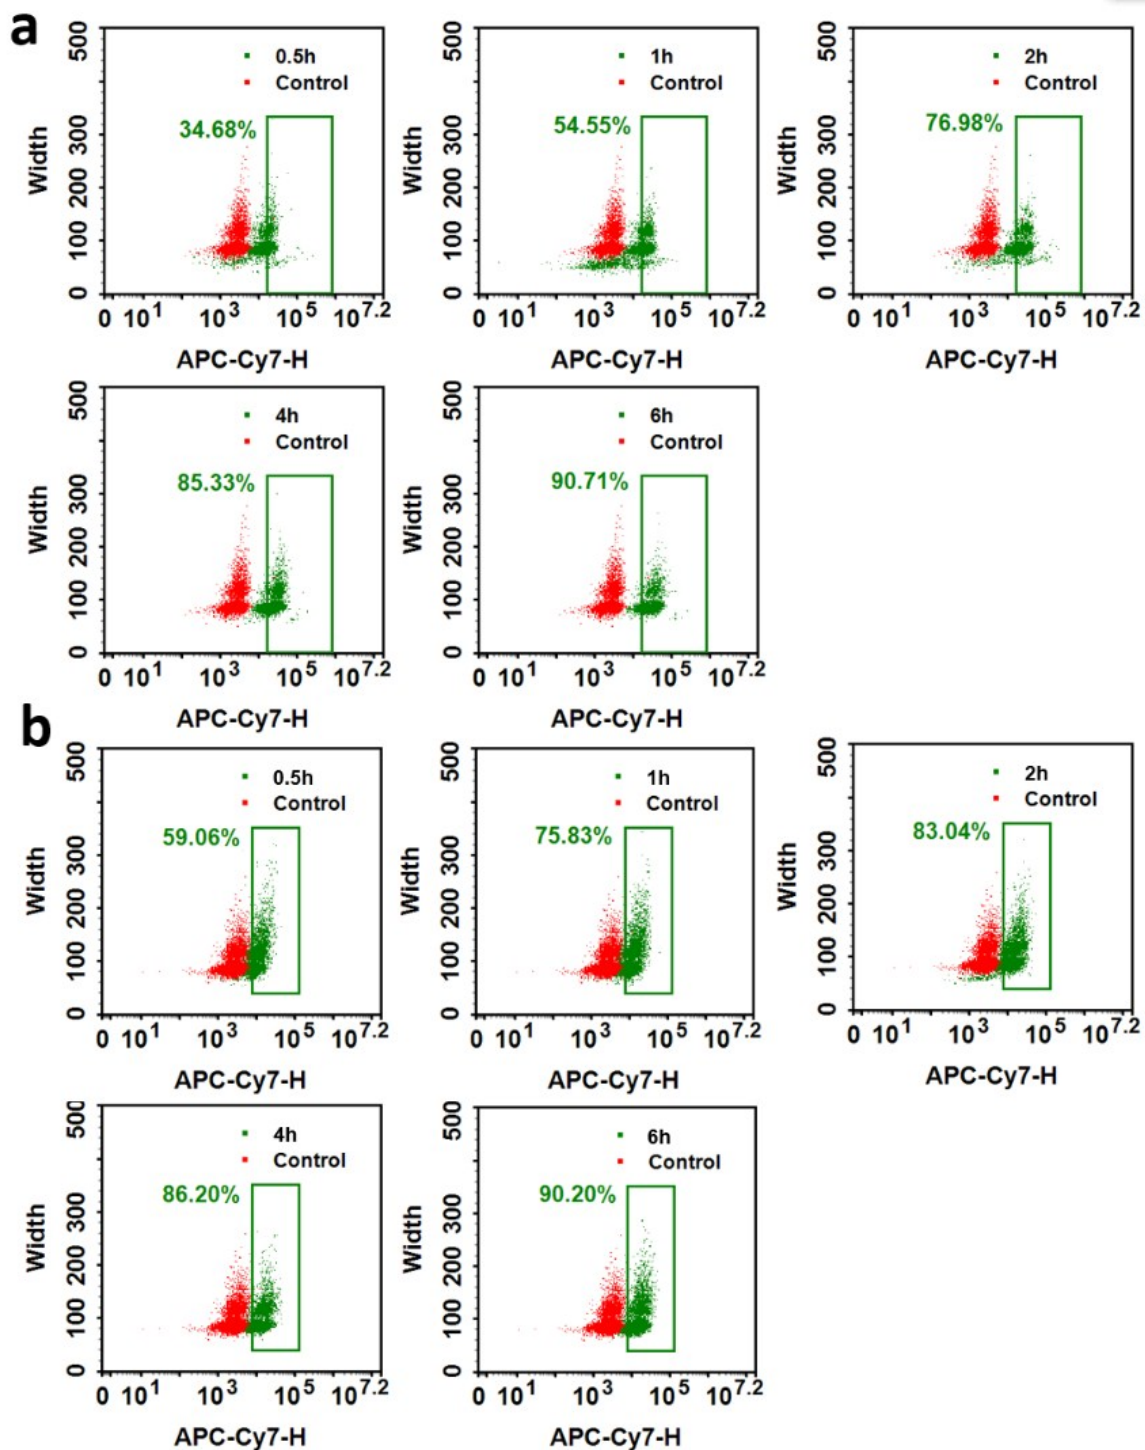 a
500
300
200
100
0
Width
0.5h
Control
34.68%
0 10^1 10^3 10^5 10^7.2
APC-Cy7-H
500
300
200
100
0
Width
1h
Control
54.55%
0 10^1 10^3 10^5 10^7.2
APC-Cy7-H
500
300
200
100
0
Width
2h
Control
76.98%
0 10^1 10^3 10^5 10^7.2
APC-Cy7-H
500
300
200
100
0
Width
4h
Control
85.33%
0 10^1 10^3 10^5 10^7.2
APC-Cy7-H
500
300
200
100
0
Width
6h
Control
90.71%
0 10^1 10^3 10^5 10^7.2
APC-Cy7-H
b
500
300
200
100
0
Width
0.5h
Control
59.06%
0 10^1 10^3 10^5 10^7.2
APC-Cy7-H
500
300
200
100
0
Width
1h
Control
75.83%
0 10^1 10^3 10^5 10^7.2
APC-Cy7-H
500
300
200
100
0
Width
2h
Control
83.04%
0 10^1 10^3 10^5 10^7.2
APC-Cy7-H
500
300
200
100
0
Width
4h
Control
86.20%
0 10^1 10^3 10^5 10^7.2
APC-Cy7-H
500
300
200
100
0
Width
6h
Control
90.20%
0 10^1 10^3 10^5 10^7.2
APC-Cy7-H